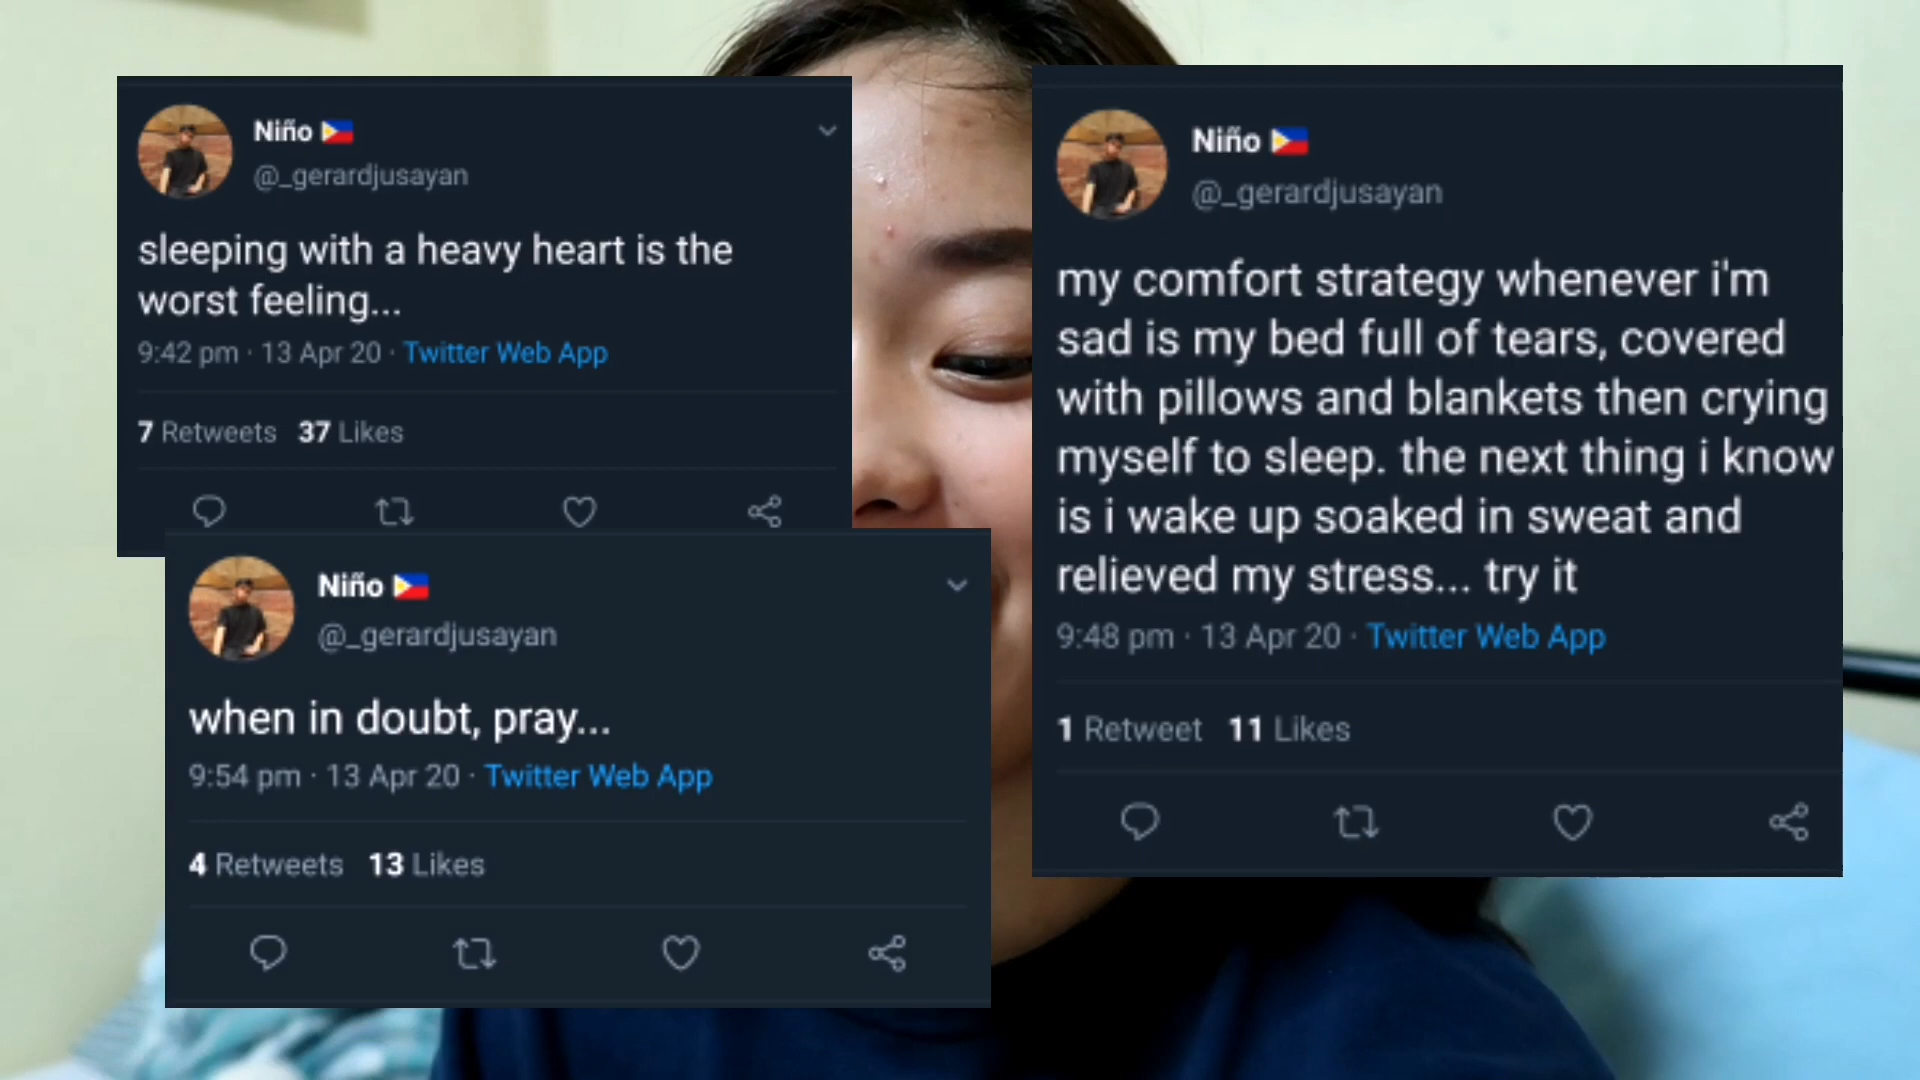 Niño 🇵🇭
@_gerardjusayan
sleeping with a heavy heart is the
worst feeling...
9:42 pm · 13 Apr 20 · Twitter Web App
7 Retweets 37 Likes
Niño 🇵🇭
@_gerardjusayan
when in doubt, pray...
9:54 pm · 13 Apr 20 · Twitter Web App
4 Retweets 13 Likes
Niño 🇵🇭
@_gerardjusayan
my comfort strategy whenever i'm
sad is my bed full of tears, covered
with pillows and blankets then crying
myself to sleep. the next thing i know
is i wake up soaked in sweat and
relieved my stress... try it
9:48 pm · 13 Apr 20 · Twitter Web App
1 Retweet 11 Likes